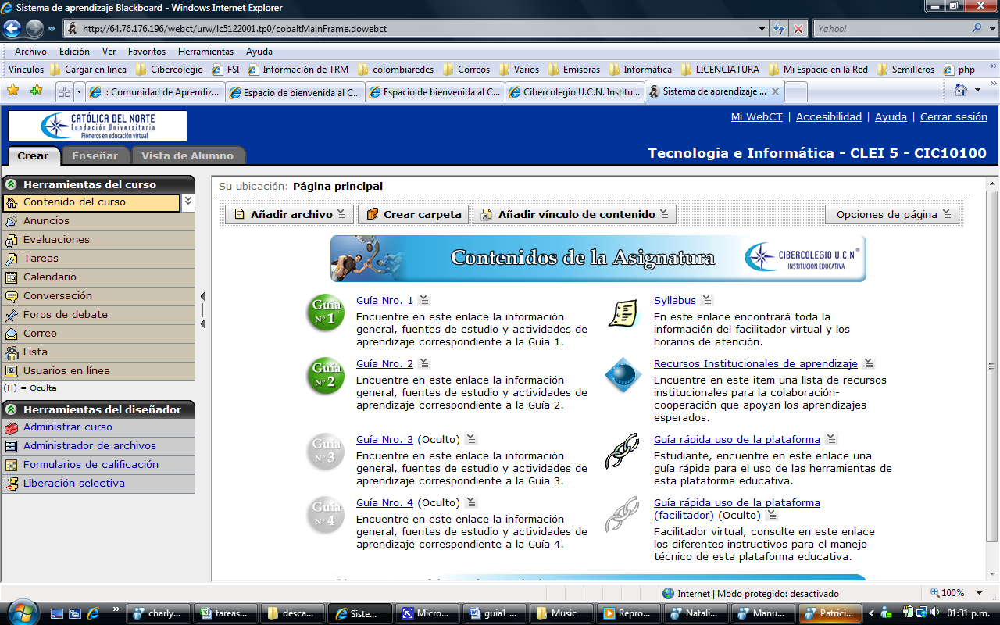 Sistema de aprendizaje Blackboard - Windows Internet Explorer
http://64.76.176.196/webct/urw/lc5122001.tp0/cobaltMainFrame.dowebct
Yahoo!
Archivo Edición Ver Favoritos Herramientas Ayuda
Vínculos Cargar en linea Cibercolegio FSI Información de TRM colombiaredes Correos Varios Emisoras Informática LICENCIATURA Mi Espacio en la Red Semilleros php
.: Comunidad de Aprendiz... Espacio de bienvenida al C... Espacio de bienvenida al C... Cibercolegio U.C.N. Institu... Sistema de aprendizaje ...
CATÓLICA DEL NORTE
Fundación Universitaria
Pioneros en educación virtual
Mi WebCT | Accesibilidad | Ayuda | Cerrar sesión
Crear Enseñar Vista de Alumno
Tecnologia e Informática - CLEI 5 - CIC10100
Herramientas del curso
Contenido del curso
Anuncios
Evaluaciones
Tareas
Calendario
Conversación
Foros de debate
Correo
Lista
Usuarios en línea
(H) = Oculta
Herramientas del diseñador
Administrar curso
Administrador de archivos
Formularios de calificación
Liberación selectiva
Su ubicación: Página principal
Añadir archivo Crear carpeta Añadir vínculo de contenido Opciones de página
Contenidos de la Asignatura
CIBERCOLEGIO U.C.N®
INSTITUCION EDUCATIVA
Guía
Nº 1
Guía Nro. 1
Encuentre en este enlace la información
general, fuentes de estudio y actividades de
aprendizaje correspondiente a la Guía 1.
Syllabus
En este enlace encontrará toda la
información del facilitador virtual y los
horarios de atención.
Guía
Nº 2
Guía Nro. 2
Encuentre en este enlace la información
general, fuentes de estudio y actividades de
aprendizaje correspondiente a la Guía 2.
Recursos Institucionales de aprendizaje
Encuentre en este item una lista de recursos
institucionales para la colaboración-
cooperación que apoyan los aprendizajes
esperados.
Guía
Nº 3
Guía Nro. 3 (Oculto)
Encuentre en este enlace la información
general, fuentes de estudio y actividades de
aprendizaje correspondiente a la Guía 3.
Guía rápida uso de la plataforma
Estudiante, encuentre en este enlace una
guía rápida para el uso de las herramientas de
esta plataforma educativa.
Guía
Nº 4
Guía Nro. 4 (Oculto)
Encuentre en este enlace la información
general, fuentes de estudio y actividades de
aprendizaje correspondiente a la Guía 4.
Guía rápida uso de la plataforma
(facilitador) (Oculto)
Facilitador virtual, consulte en este enlace
los diferentes instructivos para el manejo
técnico de esta plataforma educativa.
Internet | Modo protegido: desactivado
100%
charly... tareas... desca... Siste... Micro... guia1 ... Music Repro... Natali... Manu... Patrici...
01:31 p.m.